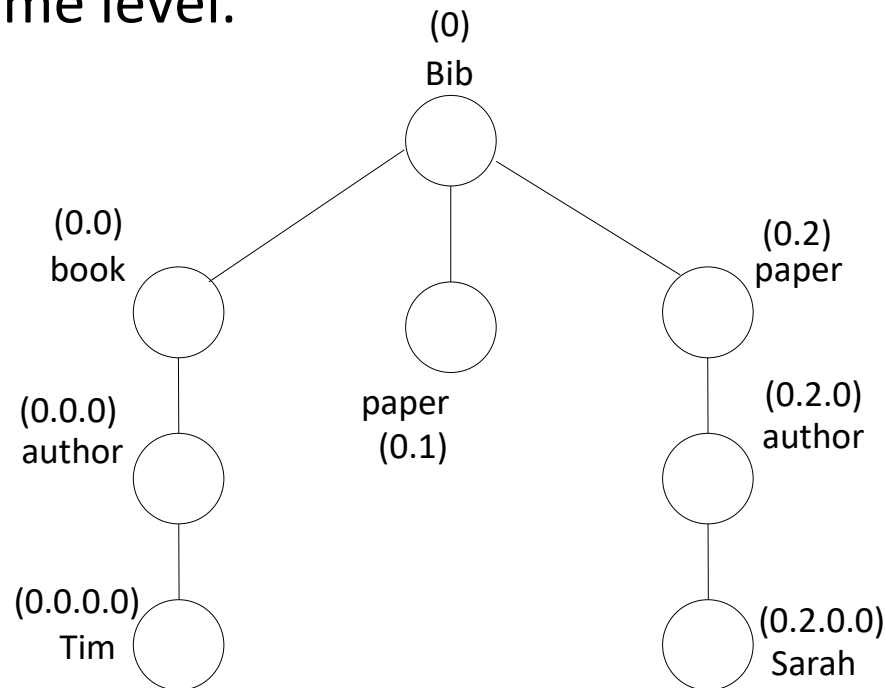 me level.
(0)
Bib
(0.0)
book
(0.2)
paper
(0.0.0)
author
paper
(0.1)
(0.2.0)
author
(0.0.0.0)
Tim
(0.2.0.0)
Sarah